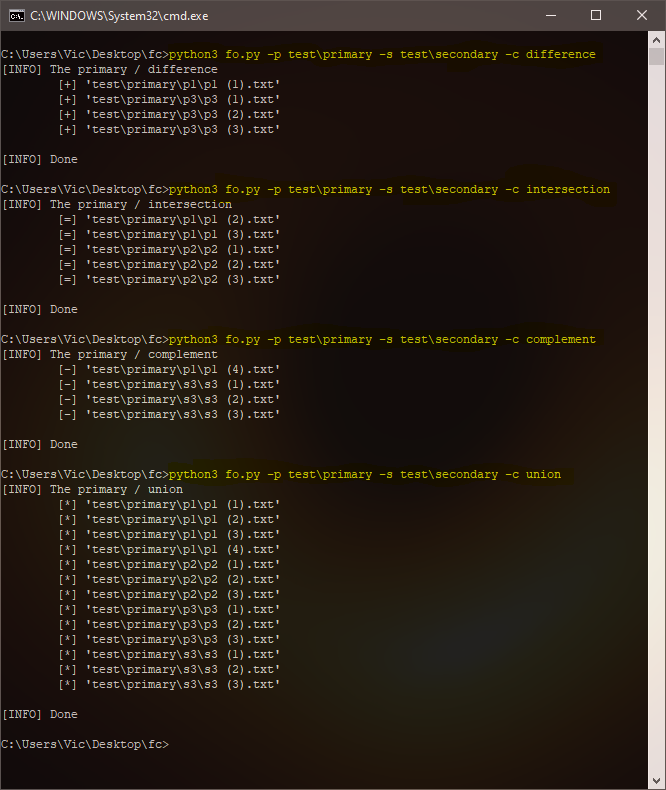 C:\WINDOWS\System32\cmd.exe
C:\Users\Vic\Desktop\fc>python3 fo.py -p test\primary -s test\secondary -c difference
[INFO] The primary / difference
[+] 'test\primary\p1\p1 (1).txt'
[+] 'test\primary\p3\p3 (1).txt'
[+] 'test\primary\p3\p3 (2).txt'
[+] 'test\primary\p3\p3 (3).txt'
[INFO] Done
C:\Users\Vic\Desktop\fc>python3 fo.py -p test\primary -s test\secondary -c intersection
[INFO] The primary / intersection
[=] 'test\primary\p1\p1 (2).txt'
[=] 'test\primary\p1\p1 (3).txt'
[=] 'test\primary\p2\p2 (1).txt'
[=] 'test\primary\p2\p2 (2).txt'
[=] 'test\primary\p2\p2 (3).txt'
[INFO] Done
C:\Users\Vic\Desktop\fc>python3 fo.py -p test\primary -s test\secondary -c complement
[INFO] The primary / complement
[-] 'test\primary\p1\p1 (4).txt'
[-] 'test\primary\s3\s3 (1).txt'
[-] 'test\primary\s3\s3 (2).txt'
[-] 'test\primary\s3\s3 (3).txt'
[INFO] Done
C:\Users\Vic\Desktop\fc>python3 fo.py -p test\primary -s test\secondary -c union
[INFO] The primary / union
[*] 'test\primary\p1\p1 (1).txt'
[*] 'test\primary\p1\p1 (2).txt'
[*] 'test\primary\p1\p1 (3).txt'
[*] 'test\primary\p1\p1 (4).txt'
[*] 'test\primary\p2\p2 (1).txt'
[*] 'test\primary\p2\p2 (2).txt'
[*] 'test\primary\p2\p2 (3).txt'
[*] 'test\primary\p3\p3 (1).txt'
[*] 'test\primary\p3\p3 (2).txt'
[*] 'test\primary\p3\p3 (3).txt'
[*] 'test\primary\s3\s3 (1).txt'
[*] 'test\primary\s3\s3 (2).txt'
[*] 'test\primary\s3\s3 (3).txt'
[INFO] Done
C:\Users\Vic\Desktop\fc>